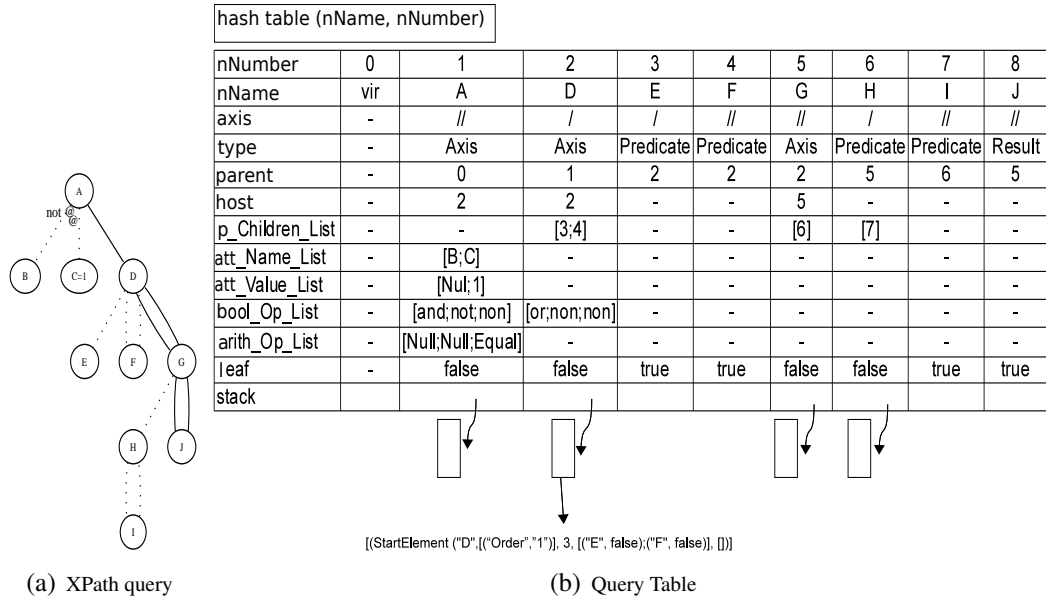 hash table (nName, nNumber)
nNumber 0 1 2 3 4 5 6 7 8
nName vir A D E F G H I J
axis - // / / // // / // //
type - Axis Axis Predicate Predicate Axis Predicate Predicate Result
parent - 0 1 2 2 2 5 6 5
host - 2 2 - - 5 - - -
p_Children_List - - [3;4] - - [6] [7] - -
att_Name_List - [B;C] - - - - - - -
att_Value_List - [Nul;1] - - - - - - -
bool_Op_List - [and;not;non] [or;non;non] - - - - - -
arith_Op_List - [Null;Null;Equal] - - - - - - -
leaf - false false true true false false true true
stack
[(StartElement ("D",[("Order","1")], 3, [("E", false);("F", false)], [])]
A
not @
@
B C=1 D
E F G
H J
I
(a) XPath query
(b) Query Table